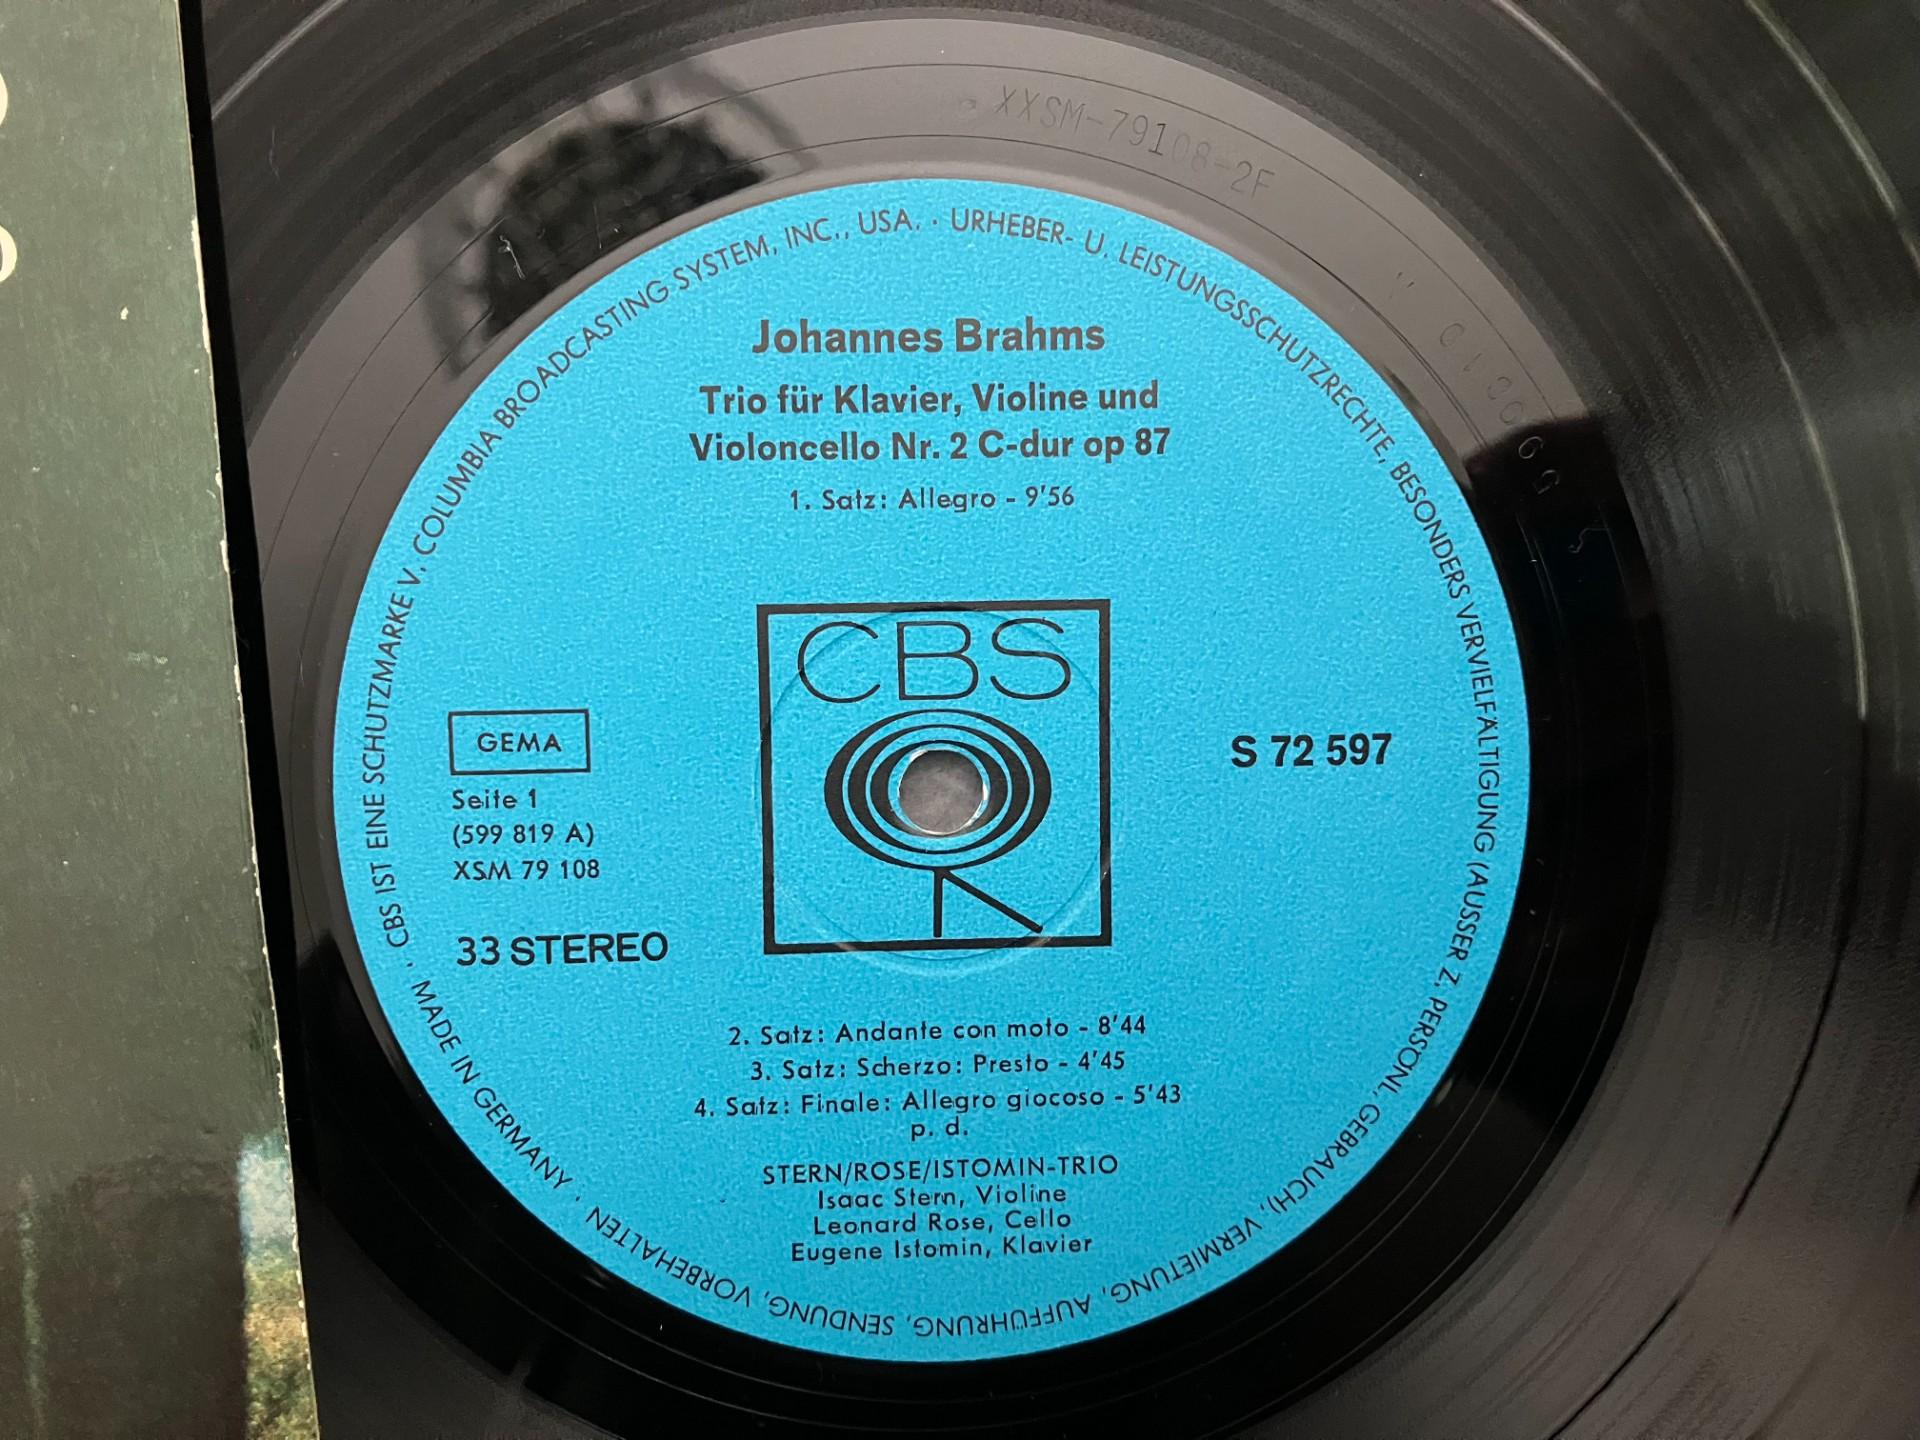 XXSM-79108-2F
CBS IST EINE SCHUTZMARKE V. COLUMBIA BROADCASTING SYSTEM, INC., USA. · URHEBER- U. LEISTUNGSSCHUTZRECHTE, BESONDERS VERVIELFÄLTIGUNG (AUSSER Z. PERSÖNL. GEBRAUCH), VERMIETUNG, AUFFÜHRUNG, SENDUNG, VORBEHALTEN · MADE IN GERMANY ·
Johannes Brahms
Trio für Klavier, Violine und
Violoncello Nr. 2 C-dur op 87
1. Satz: Allegro - 9'56
CBS
GEMA
Seite 1
(599 819 A)
XSM 79 108
33 STEREO
S 72 597
2. Satz: Andante con moto - 8'44
3. Satz: Scherzo: Presto - 4'45
4. Satz: Finale: Allegro giocoso - 5'43
p. d.
STERN/ROSE/ISTOMIN-TRIO
Isaac Stern, Violine
Leonard Rose, Cello
Eugene Istomin, Klavier